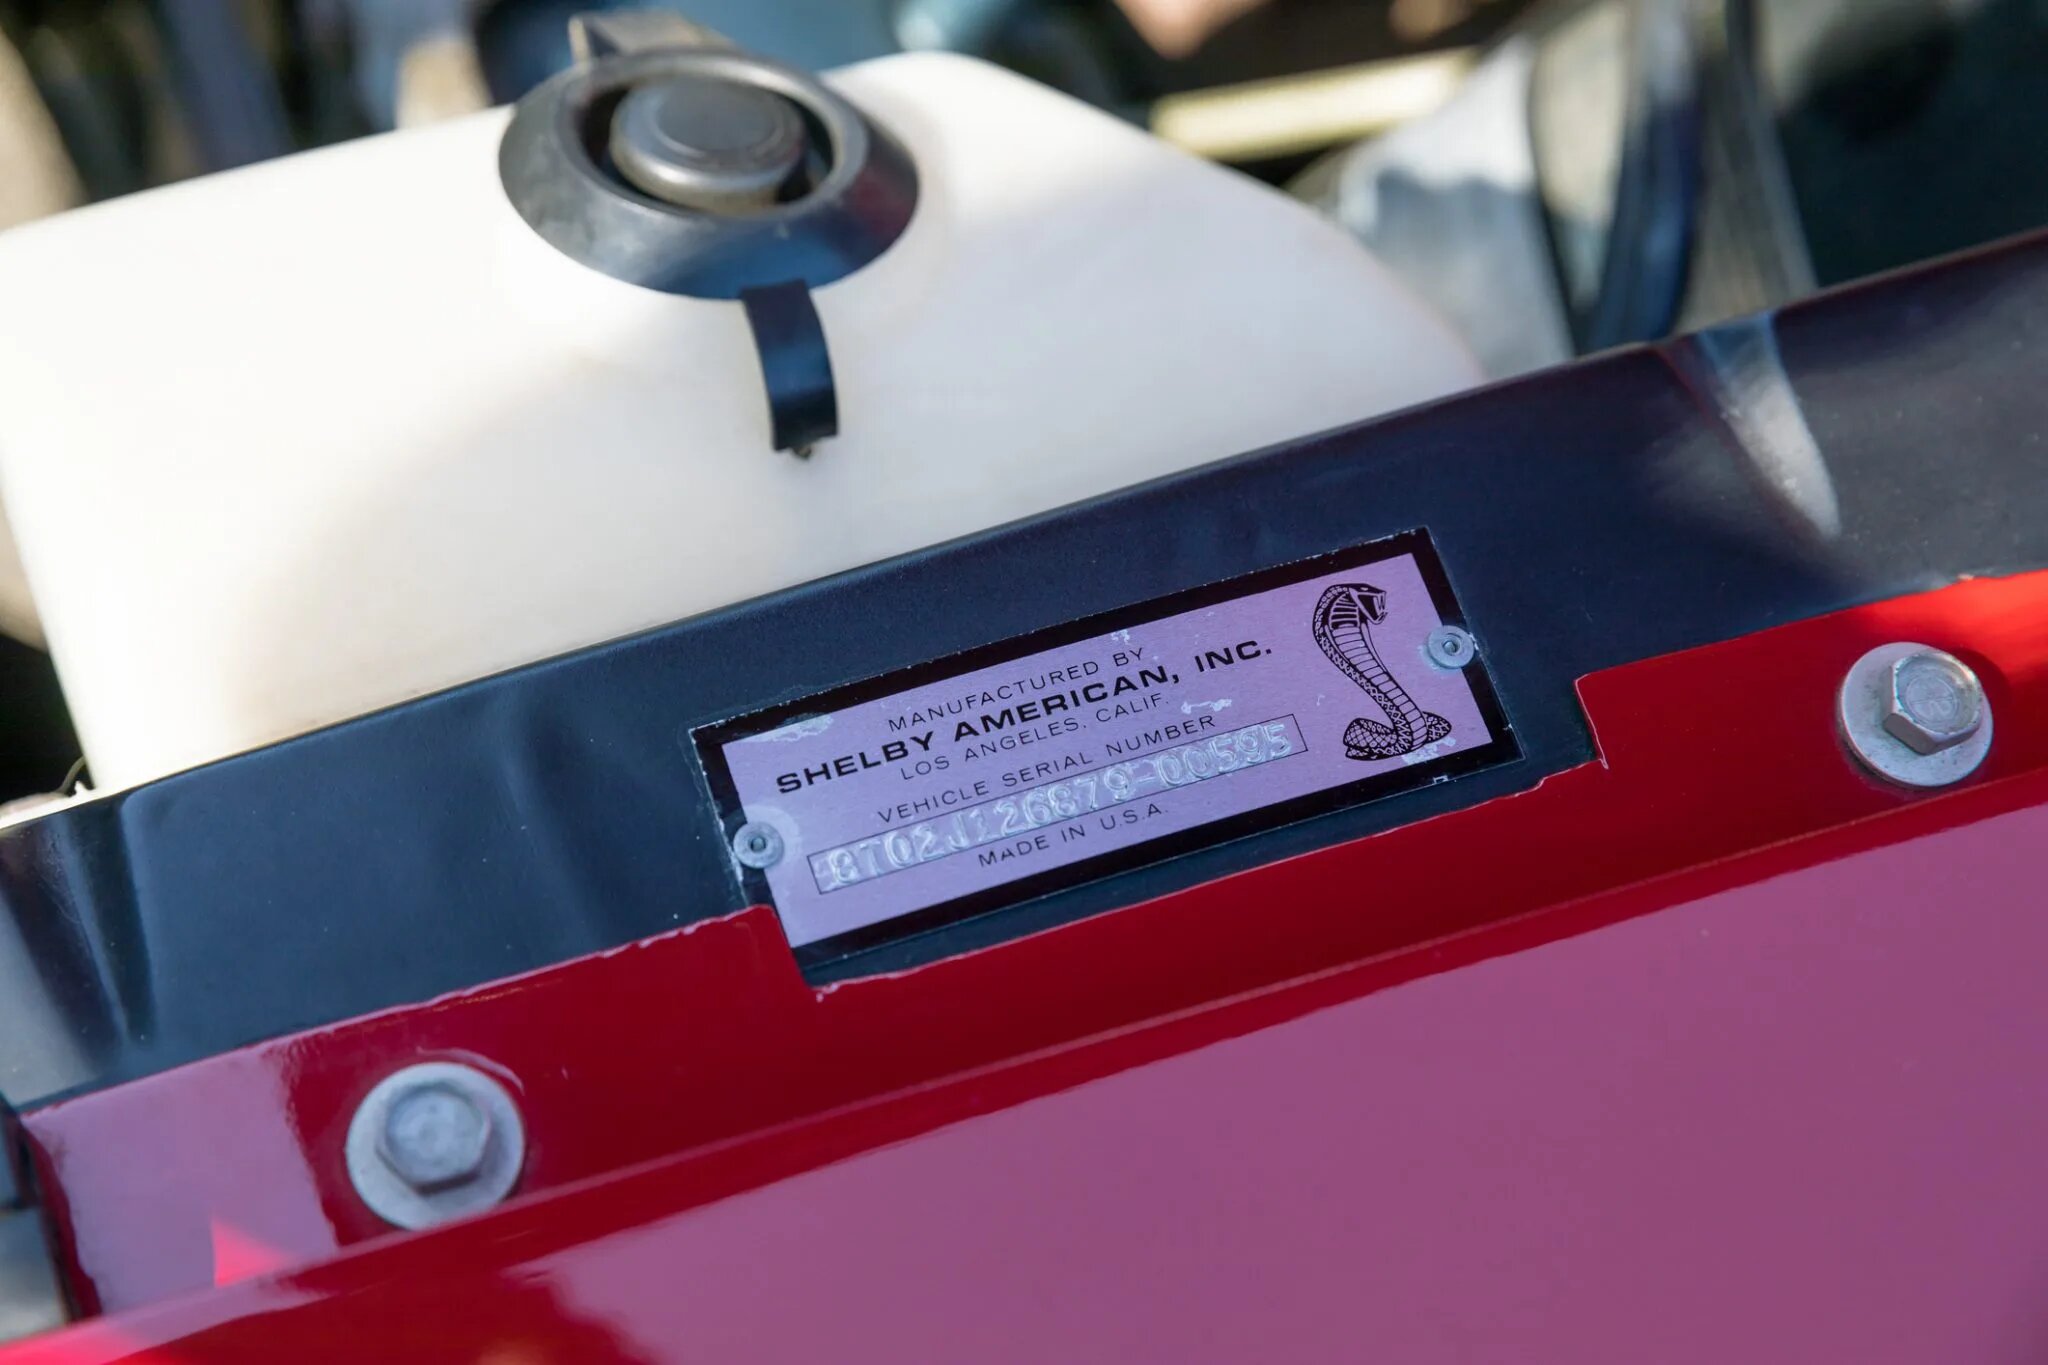 MANUFACTURED BY
SHELBY AMERICAN, INC.
LOS ANGELES, CALIF.
VEHICLE SERIAL NUMBER
8T02J126879-00595
MADE IN U.S.A.